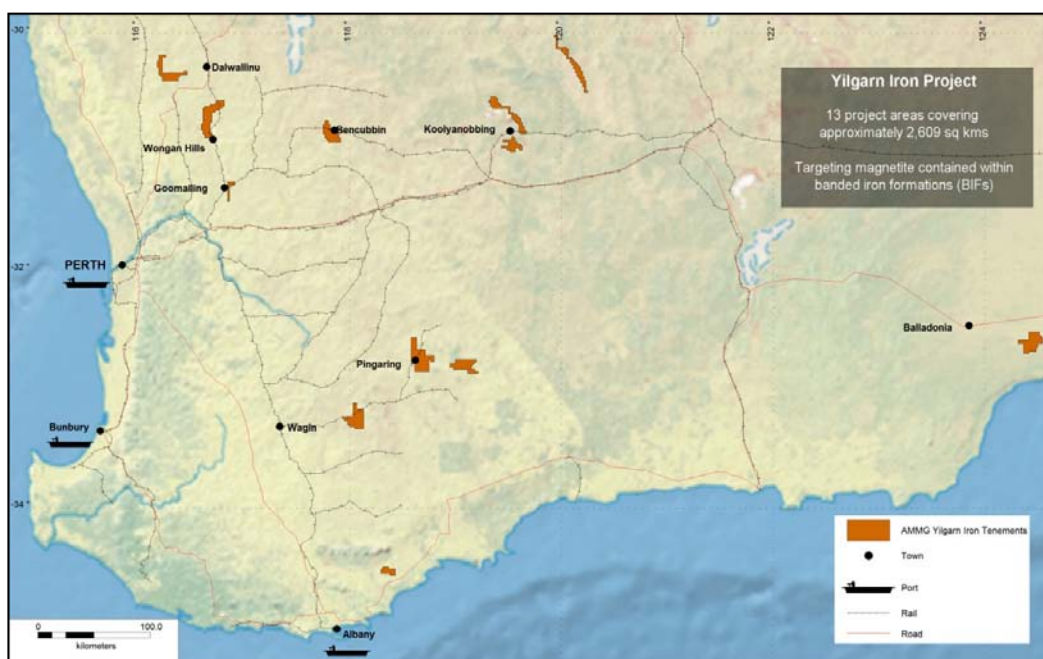 116
118
120
122
124
-30
-32
-34
Yilgarn Iron Project
13 project areas covering
approximately 2,609 sq kms
Targeting magnetite contained within
banded iron formations (BIFs)
Dalwallinu
Bencubbin
Koolyanobbing
Wongan Hills
Goomalling
PERTH
Balladonia
Pingaring
Bunbury
Wagin
Albany
AMMG Yilgarn Iron Tenements
Town
Port
Rail
Road
0
100.0
kilometers